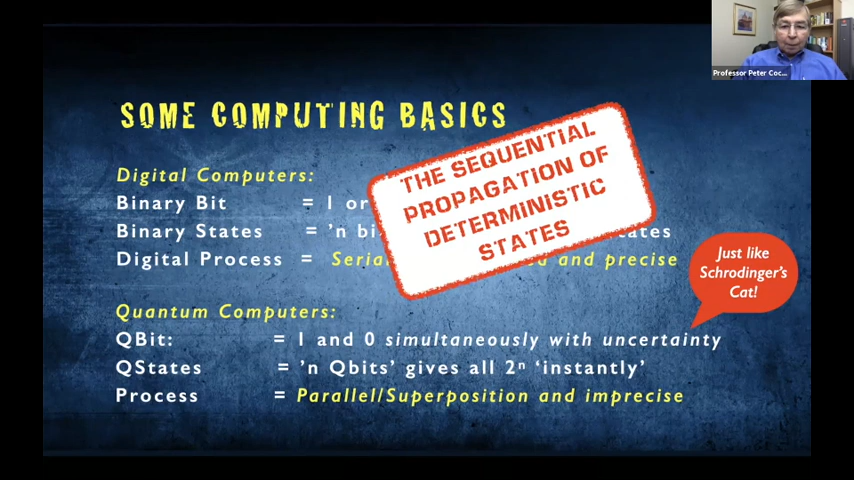 Professor Peter Coc...
SOME COMPUTING BASICS
Digital Computers:
Binary Bit = 1 or
Binary States = 'n bi
Digital Process = Seria and precise
THE SEQUENTIAL
PROPAGATION OF
DETERMINISTIC
STATES
Just like
Schrodinger's
Cat!
Quantum Computers:
QBit: = 1 and 0 simultaneously with uncertainty
QStates = 'n Qbits' gives all 2ⁿ 'instantly'
Process = Parallel/Superposition and imprecise